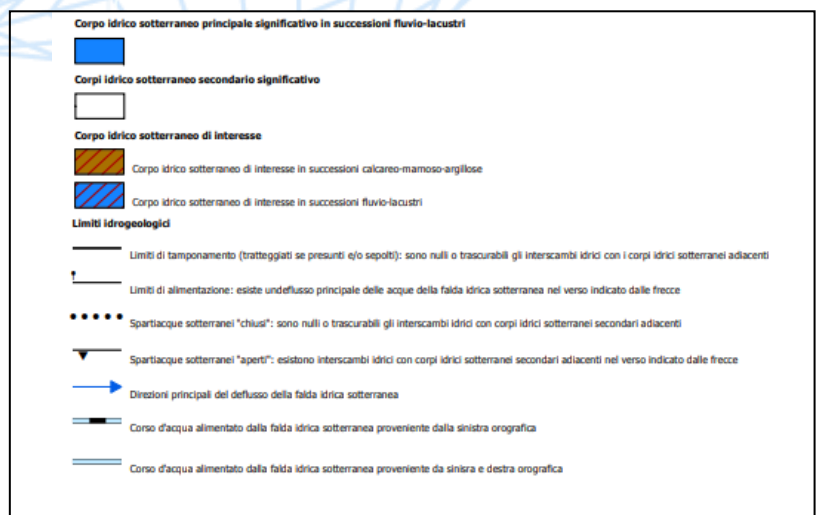 Corpo idrico sotterraneo principale significativo in successioni fluvio-lacustri
Corpi idrico sotterraneo secondario significativo
Corpo idrico sotterraneo di interesse
Corpo idrico sotterraneo di interesse in successioni calcareo-marnoso-argillose
Corpo idrico sotterraneo di interesse in successioni fluvio-lacustri
Limiti idrogeologici
Limiti di tamponamento (tratteggiati se presunti e/o sepolti): sono nulli o trascurabili gli interscambi idrici con i corpi idrici sotterranei adiacenti
Limiti di alimentazione: esiste undeflusso principale delle acque della falda idrica sotterranea nel verso indicato dalle frecce
Spartiacque sotterranei "chiusi": sono nulli o trascurabili gli interscambi idrici con corpi idrici sotterranei secondari adiacenti
Spartiacque sotterranei "aperti": esistono interscambi idrici con corpi idrici sotterranei secondari adiacenti nel verso indicato dalle frecce
Direzioni principali del deflusso della falda idrica sotterranea
Corso d'acqua alimentato dalla falda idrica sotterranea proveniente dalla sinistra orografica
Corso d'acqua alimentato dalla falda idrica sotterranea proveniente da sinisra e destra orografica